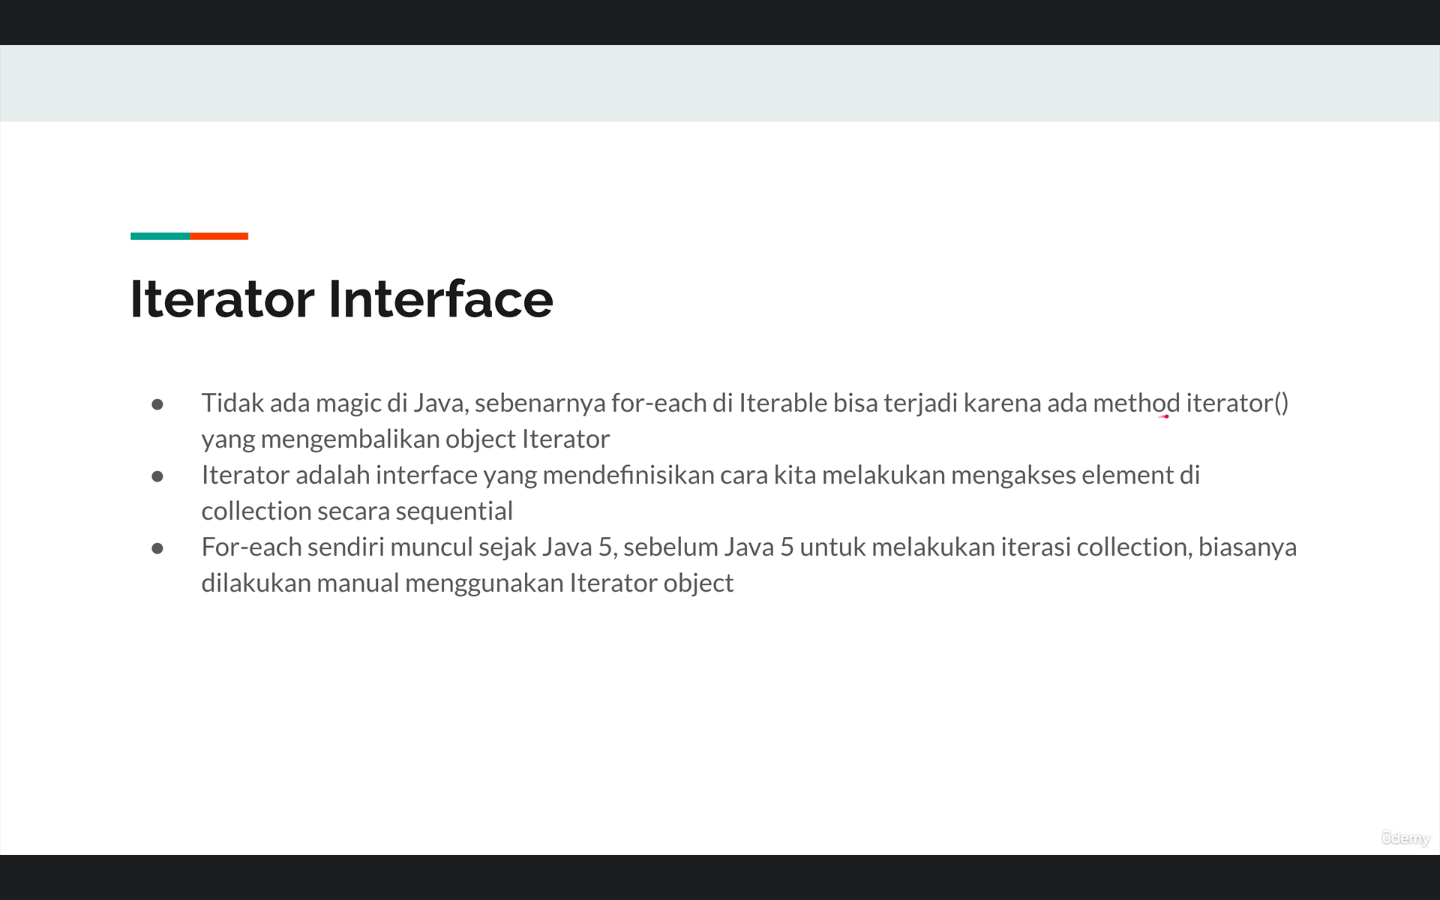 Iterator Interface
● Tidak ada magic di Java, sebenarnya for-each di Iterable bisa terjadi karena ada method iterator()
yang mengembalikan object Iterator
● Iterator adalah interface yang mendefinisikan cara kita melakukan mengakses element di
collection secara sequential
● For-each sendiri muncul sejak Java 5, sebelum Java 5 untuk melakukan iterasi collection, biasanya
dilakukan manual menggunakan Iterator object
ûdemy